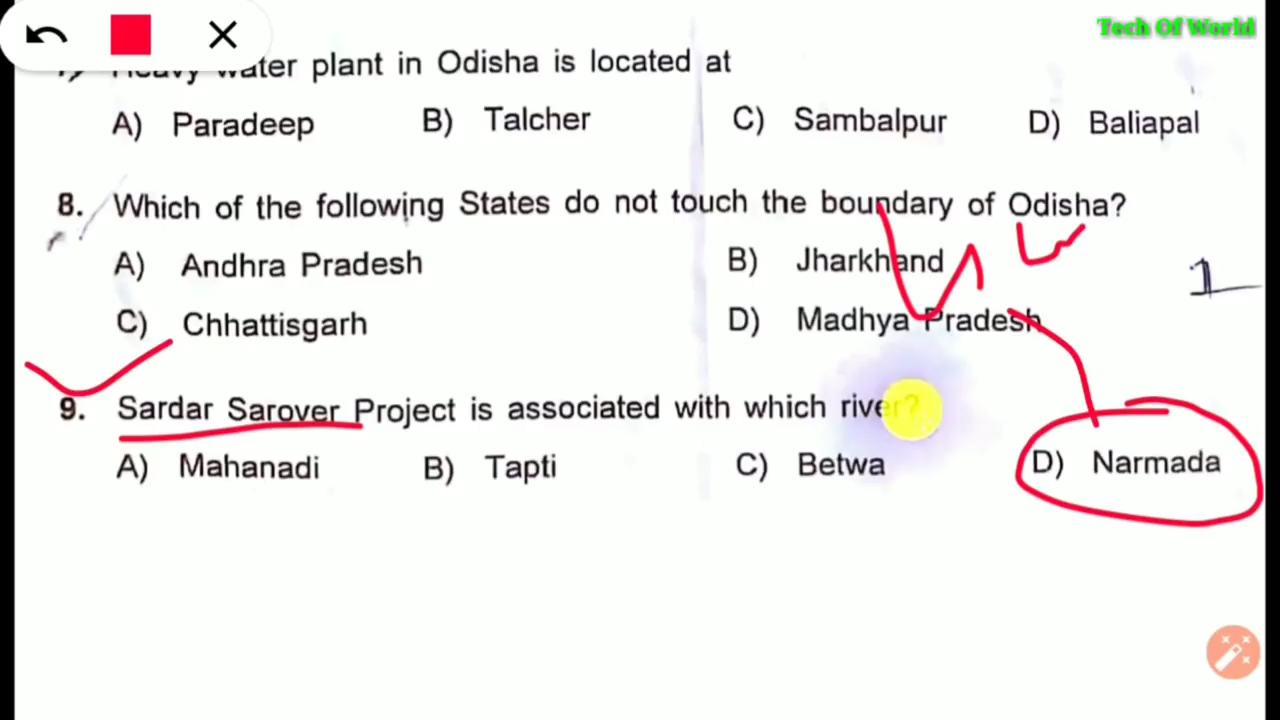 Tech Of World
Heavy water plant in Odisha is located at
A) Paradeep B) Talcher C) Sambalpur D) Baliapal
8. Which of the following States do not touch the boundary of Odisha?
A) Andhra Pradesh B) Jharkhand
1
C) Chhattisgarh D) Madhya Pradesh
9. Sardar Sarover Project is associated with which river?
A) Mahanadi B) Tapti C) Betwa D) Narmada